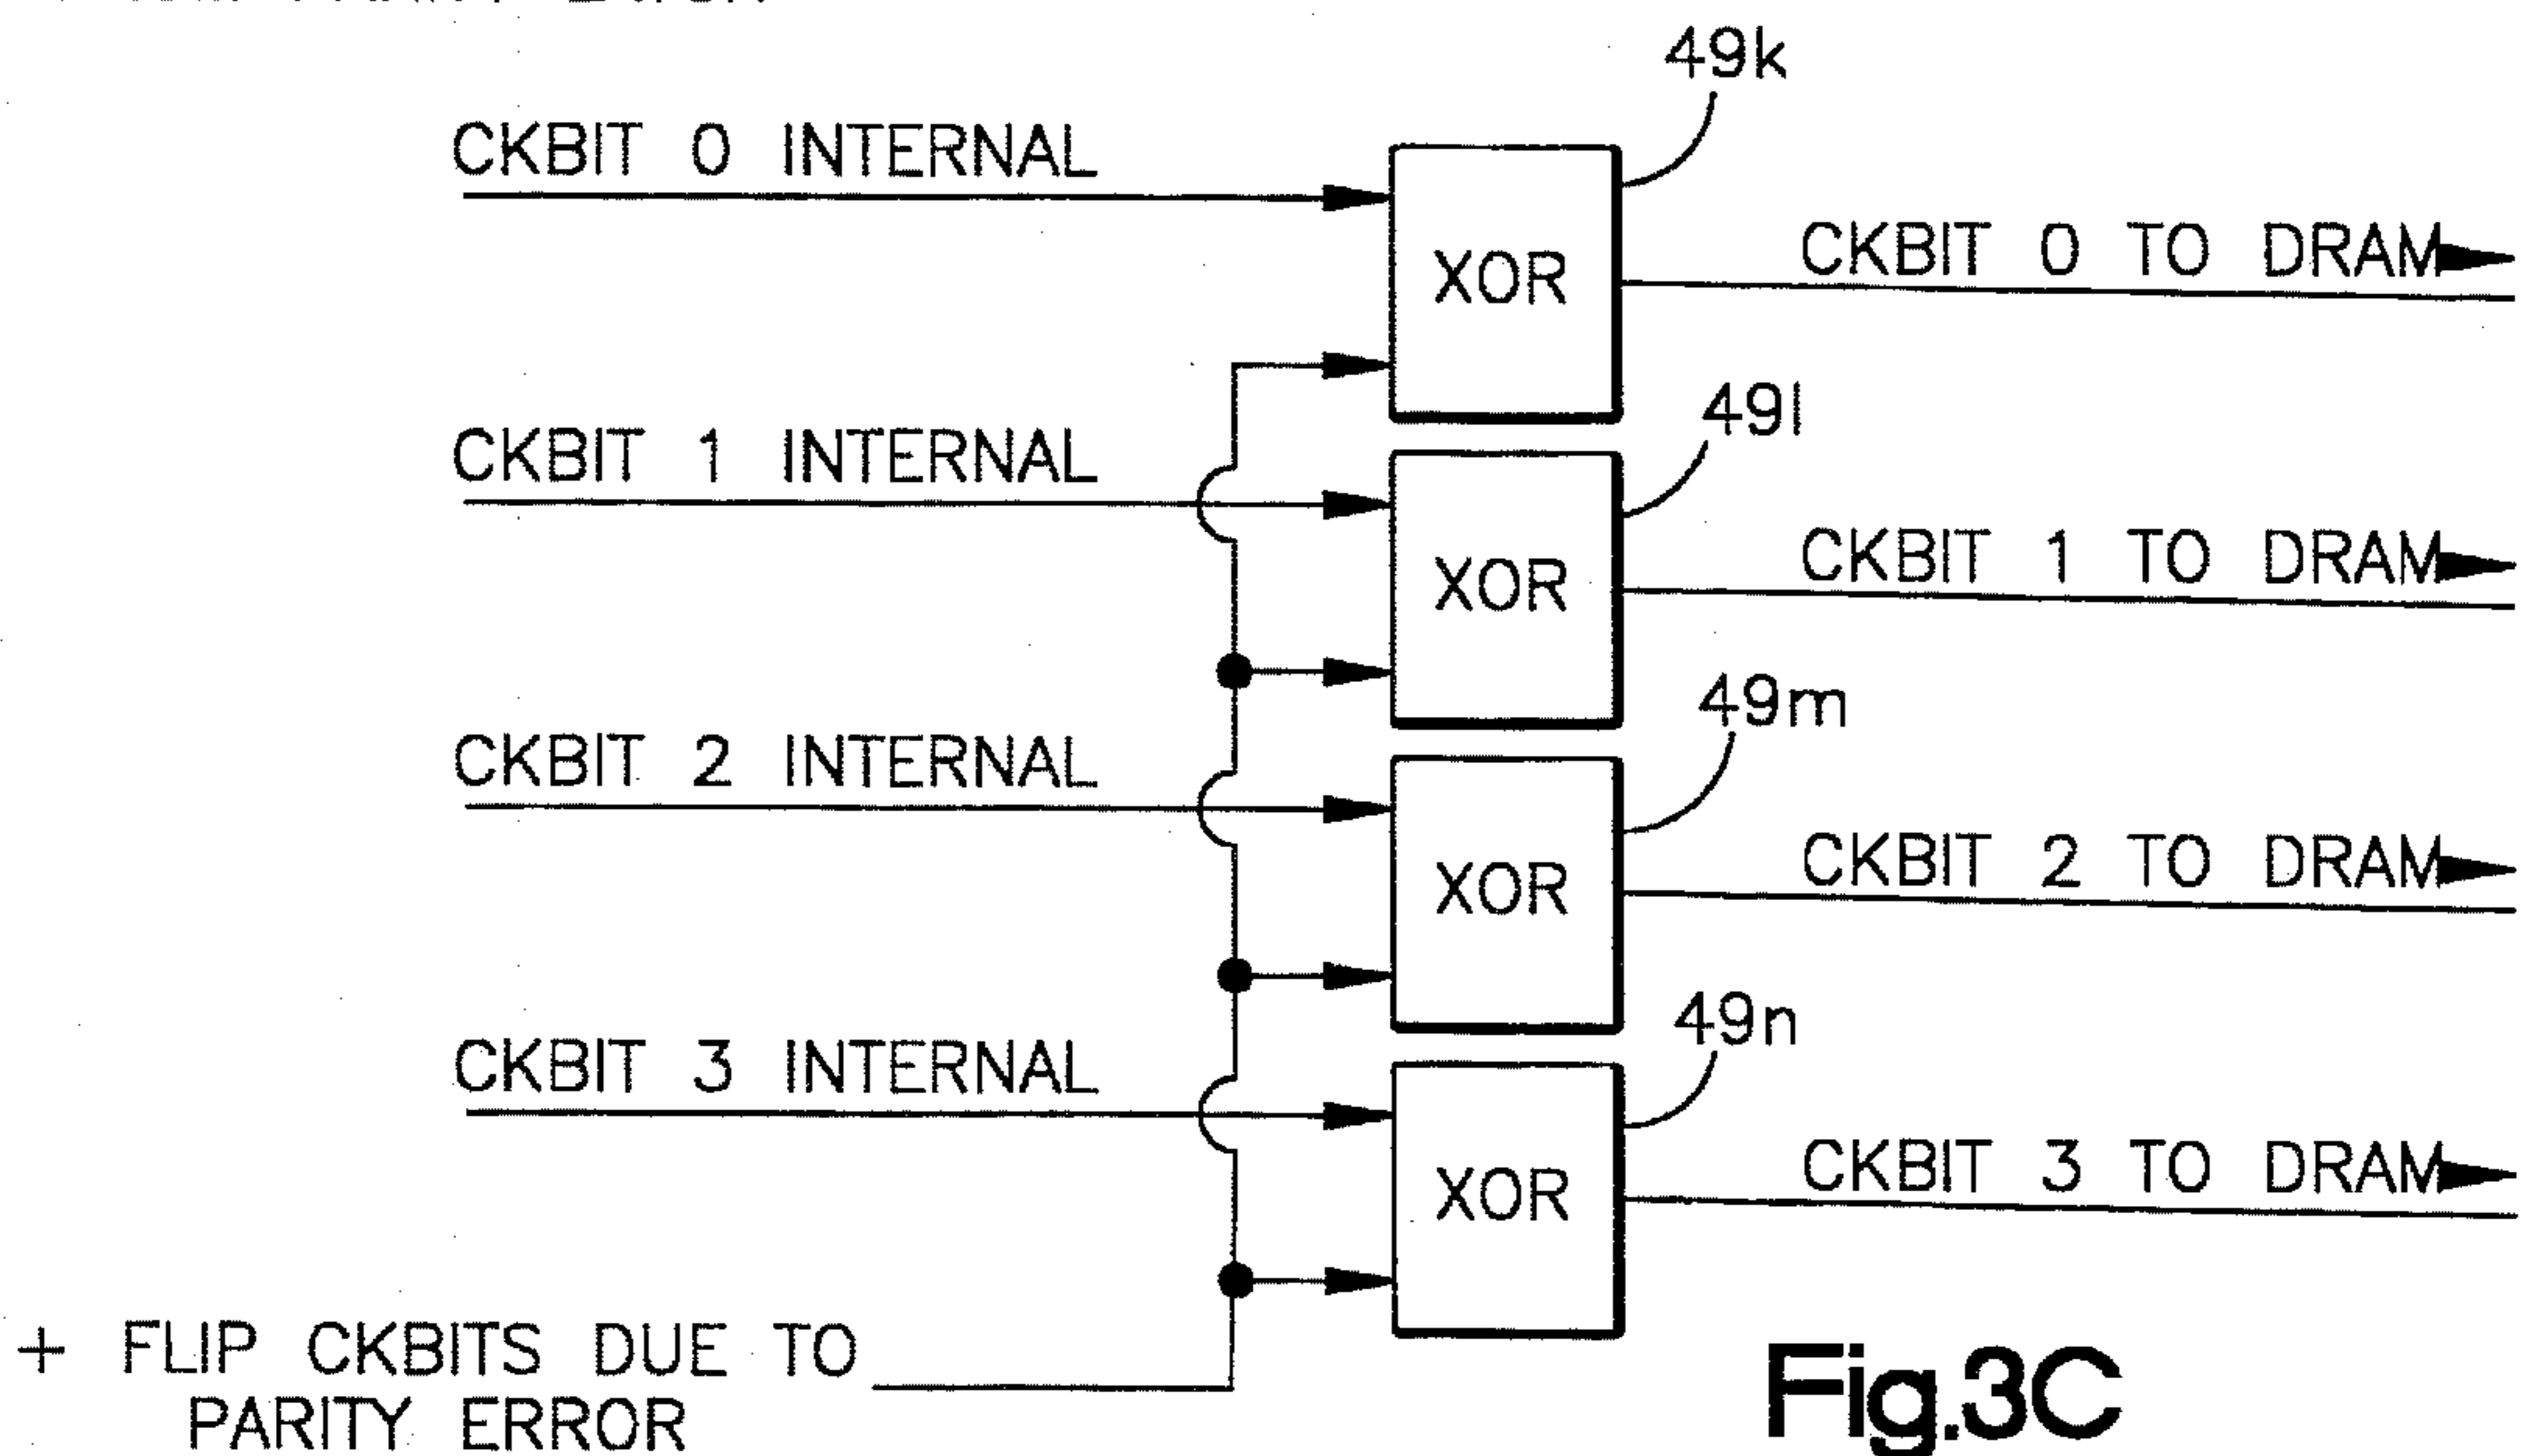 49k
CKBIT 0 INTERNAL
XOR
CKBIT 0 TO DRAM
49l
CKBIT 1 INTERNAL
XOR
CKBIT 1 TO DRAM
49m
CKBIT 2 INTERNAL
XOR
CKBIT 2 TO DRAM
49n
CKBIT 3 INTERNAL
XOR
CKBIT 3 TO DRAM
+ FLIP CKBITS DUE TO
PARITY ERROR
Fig.3C